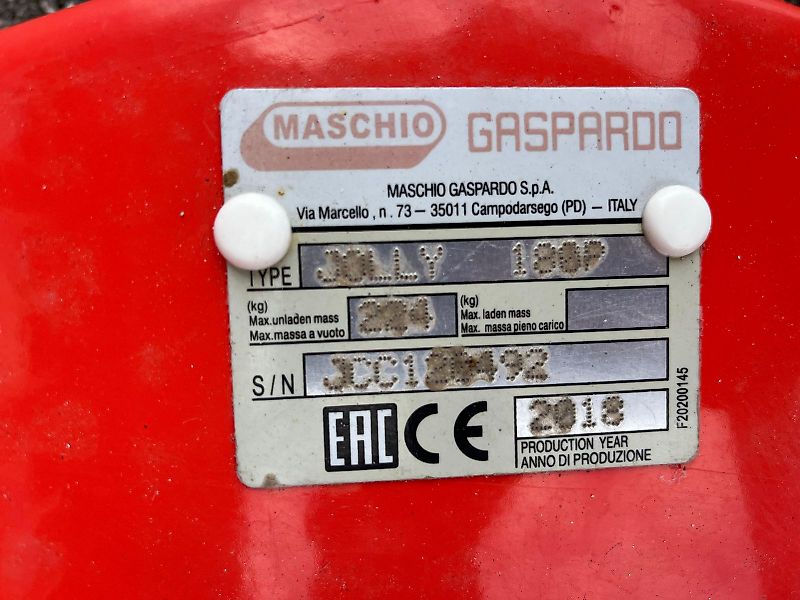 MASCHIO GASPARDO
MASCHIO GASPARDO S.p.A.
Via Marcello , n . 73 – 35011 Campodarsego (PD) – ITALY
TYPE JOLLY 180P
(kg)
Max. unladen mass
Max. massa a vuoto
(kg)
Max. laden mass
Max. massa pieno carico
S/N
EAC CE
2018
PRODUCTION YEAR
ANNO DI PRODUZIONE
F20200145